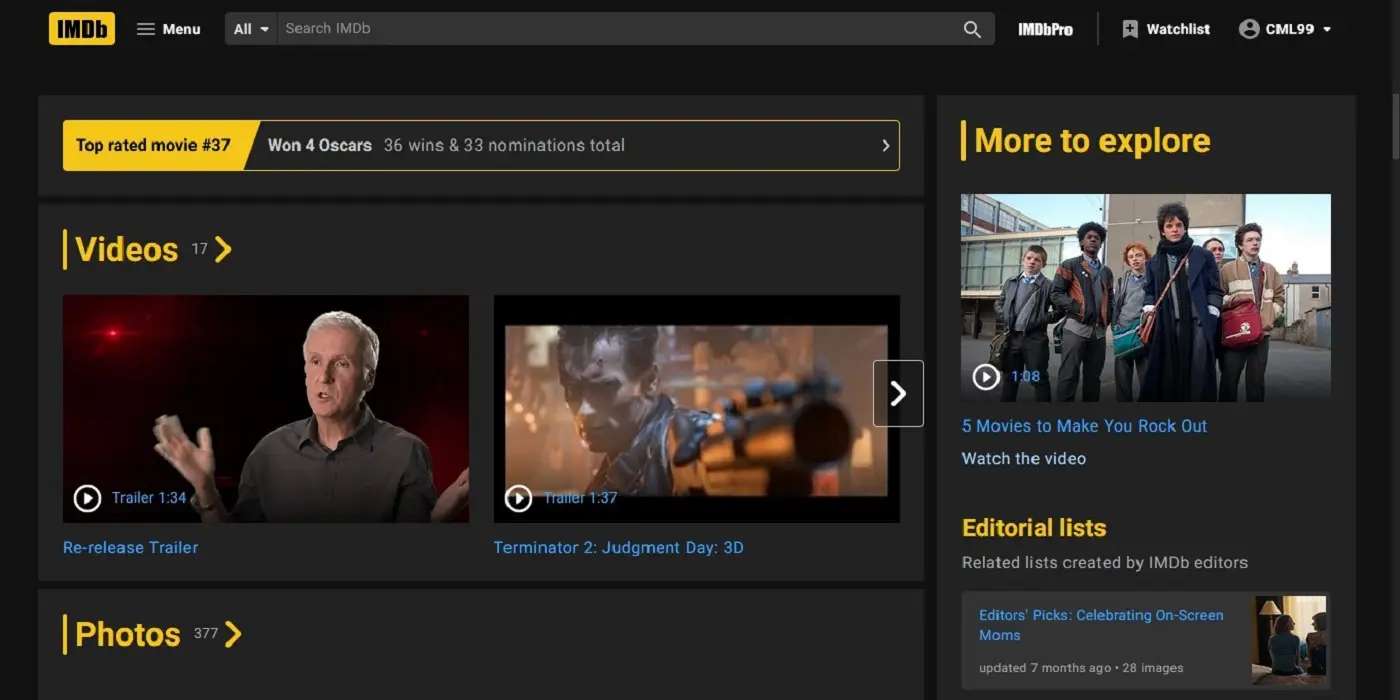 IMDb
Menu
All
Search IMDb
IMDbPro
Watchlist
CML99
Top rated movie #37
Won 4 Oscars 36 wins & 33 nominations total
Videos 17
Trailer 1:34
Trailer 1:37
Re-release Trailer
Terminator 2: Judgment Day: 3D
Photos 377
More to explore
1:08
5 Movies to Make You Rock Out
Watch the video
Editorial lists
Related lists created by IMDb editors
Editors' Picks: Celebrating On-Screen
Moms
updated 7 months ago • 28 images